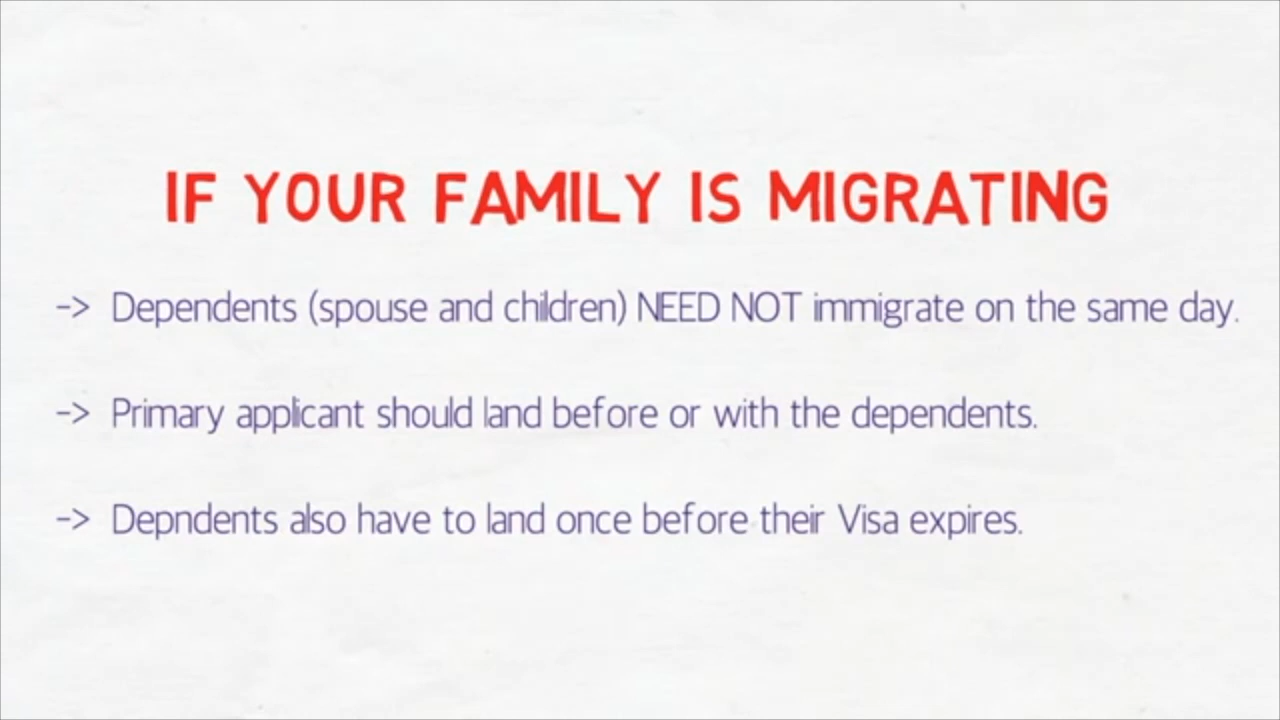 IF YOUR FAMILY IS MIGRATING
-> Dependents (spouse and children) NEED NOT immigrate on the same day.
-> Primary applicant should land before or with the dependents.
-> Depndents also have to land once before their Visa expires.